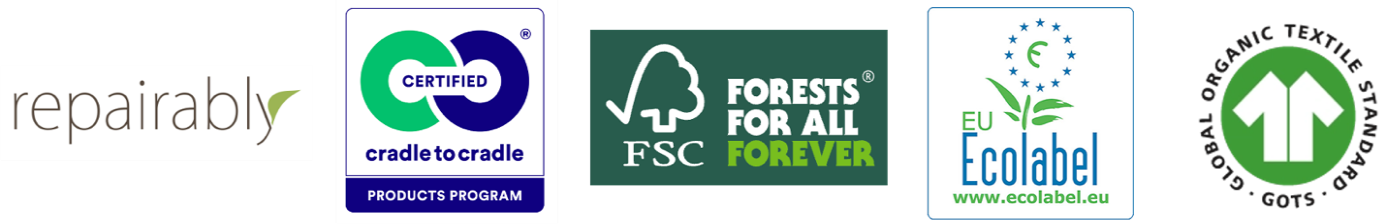 repairably
®
CERTIFIED
cradle to cradle
PRODUCTS PROGRAM
FSC
FORESTS®
FOR ALL
FOREVER
EU
Ecolabel
www.ecolabel.eu
GLOBAL ORGANIC TEXTILE STANDARD · GOTS ·